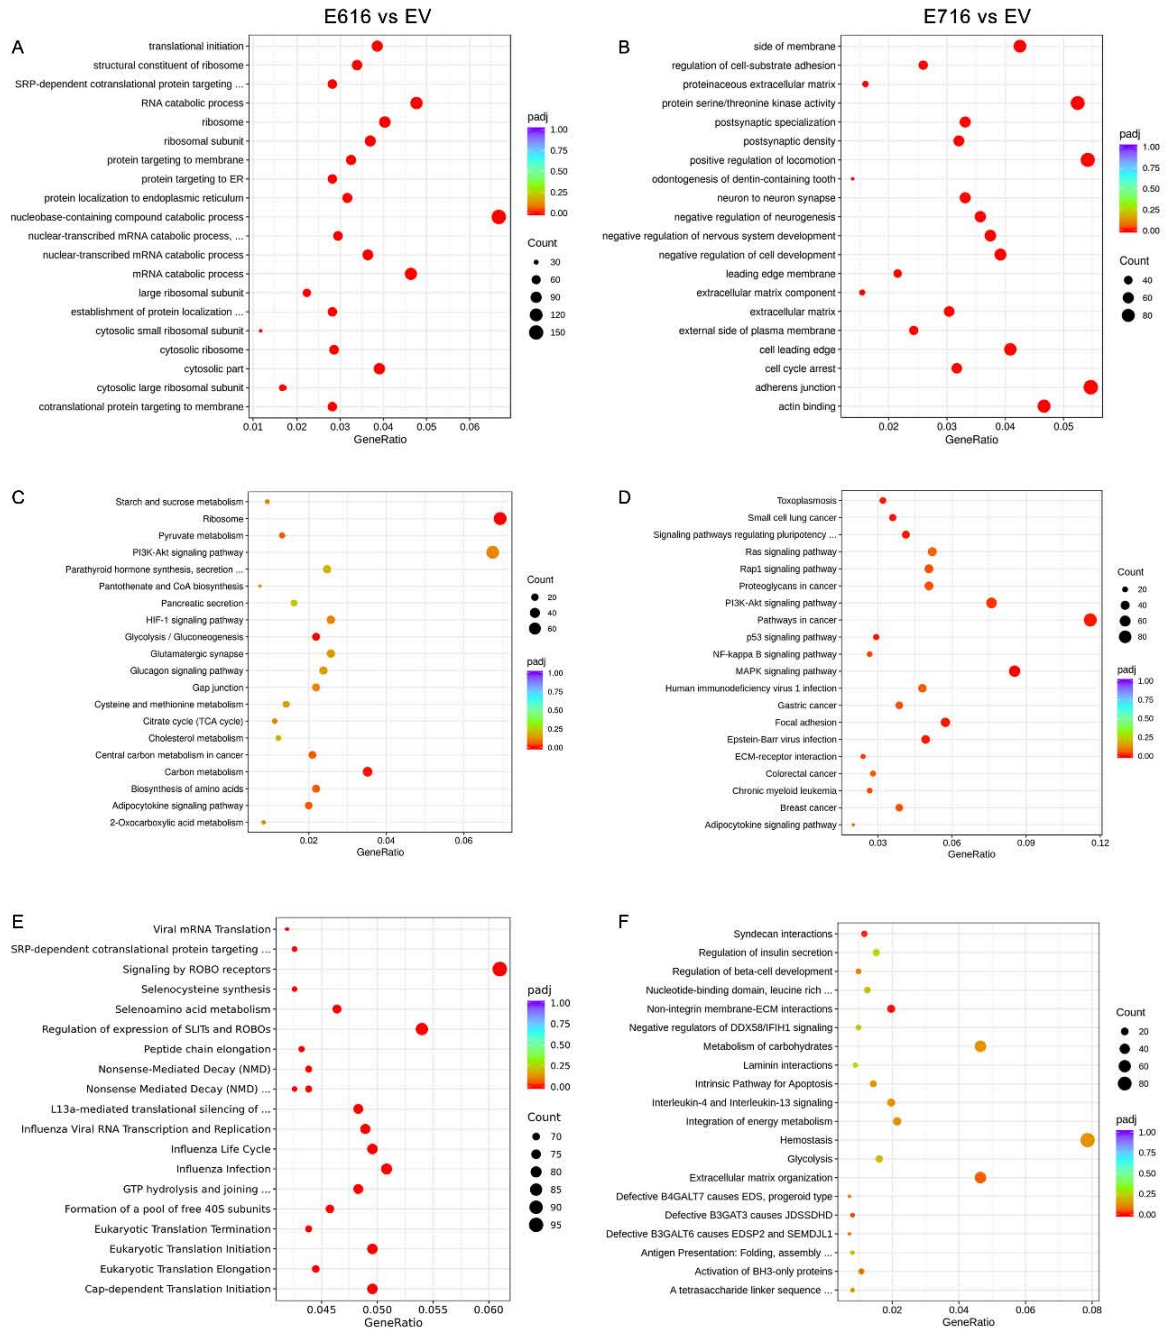 E616 vs EV
E716 vs EV
A
translational initiation
structural constituent of ribosome
SRP-dependent cotranslational protein targeting ...
RNA catabolic process
ribosome
ribosomal subunit
protein targeting to membrane
protein targeting to ER
protein localization to endoplasmic reticulum
nucleobase-containing compound catabolic process
nuclear-transcribed mRNA catabolic process, ...
nuclear-transcribed mRNA catabolic process
mRNA catabolic process
large ribosomal subunit
establishment of protein localization ...
cytosolic small ribosomal subunit
cytosolic ribosome
cytosolic part
cytosolic large ribosomal subunit
cotranslational protein targeting to membrane
0.01 0.02 0.03 0.04 0.05 0.06
GeneRatio
padj
1.00
0.75
0.50
0.25
0.00
Count
30
60
90
120
150
B
side of membrane
regulation of cell-substrate adhesion
proteinaceous extracellular matrix
protein serine/threonine kinase activity
postsynaptic specialization
postsynaptic density
positive regulation of locomotion
odontogenesis of dentin-containing tooth
neuron to neuron synapse
negative regulation of neurogenesis
negative regulation of nervous system development
negative regulation of cell development
leading edge membrane
extracellular matrix component
extracellular matrix
external side of plasma membrane
cell leading edge
cell cycle arrest
adherens junction
actin binding
0.02 0.03 0.04 0.05
GeneRatio
padj
1.00
0.75
0.50
0.25
0.00
Count
40
60
80
C
Starch and sucrose metabolism
Ribosome
Pyruvate metabolism
PI3K-Akt signaling pathway
Parathyroid hormone synthesis, secretion ...
Pantothenate and CoA biosynthesis
Pancreatic secretion
HIF-1 signaling pathway
Glycolysis / Gluconeogenesis
Glutamatergic synapse
Glucagon signaling pathway
Gap junction
Cysteine and methionine metabolism
Citrate cycle (TCA cycle)
Cholesterol metabolism
Central carbon metabolism in cancer
Carbon metabolism
Biosynthesis of amino acids
Adipocytokine signaling pathway
2-Oxocarboxylic acid metabolism
0.02 0.04 0.06
GeneRatio
Count
20
40
60
padj
1.00
0.75
0.50
0.25
0.00
D
Toxoplasmosis
Small cell lung cancer
Signaling pathways regulating pluripotency ...
Ras signaling pathway
Rap1 signaling pathway
Proteoglycans in cancer
PI3K-Akt signaling pathway
Pathways in cancer
p53 signaling pathway
NF-kappa B signaling pathway
MAPK signaling pathway
Human immunodeficiency virus 1 infection
Gastric cancer
Focal adhesion
Epstein-Barr virus infection
ECM-receptor interaction
Colorectal cancer
Chronic myeloid leukemia
Breast cancer
Adipocytokine signaling pathway
0.03 0.06 0.09 0.12
GeneRatio
Count
20
40
60
80
padj
1.00
0.75
0.50
0.25
0.00
E
Viral mRNA Translation
SRP-dependent cotranslational protein targeting ...
Signaling by ROBO receptors
Selenocysteine synthesis
Selenoamino acid metabolism
Regulation of expression of SLITs and ROBOs
Peptide chain elongation
Nonsense-Mediated Decay (NMD)
Nonsense Mediated Decay (NMD) ...
L13a-mediated translational silencing of ...
Influenza Viral RNA Transcription and Replication
Influenza Life Cycle
Influenza Infection
GTP hydrolysis and joining ...
Formation of a pool of free 40S subunits
Eukaryotic Translation Termination
Eukaryotic Translation Initiation
Eukaryotic Translation Elongation
Cap-dependent Translation Initiation
0.045 0.050 0.055 0.060
GeneRatio
padj
1.00
0.75
0.50
0.25
0.00
Count
70
75
80
85
90
95
F
Syndecan interactions
Regulation of insulin secretion
Regulation of beta-cell development
Nucleotide-binding domain, leucine rich ...
Non-integrin membrane-ECM interactions
Negative regulators of DDX58/IFIH1 signaling
Metabolism of carbohydrates
Laminin interactions
Intrinsic Pathway for Apoptosis
Interleukin-4 and Interleukin-13 signaling
Integration of energy metabolism
Hemostasis
Glycolysis
Extracellular matrix organization
Defective B4GALT7 causes EDS, progeroid type
Defective B3GAT3 causes JDSSDHD
Defective B3GALT6 causes EDSP2 and SEMDJL1
Antigen Presentation: Folding, assembly ...
Activation of BH3-only proteins
A tetrasaccharide linker sequence ...
0.02 0.04 0.06 0.08
GeneRatio
Count
20
40
60
80
padj
1.00
0.75
0.50
0.25
0.00